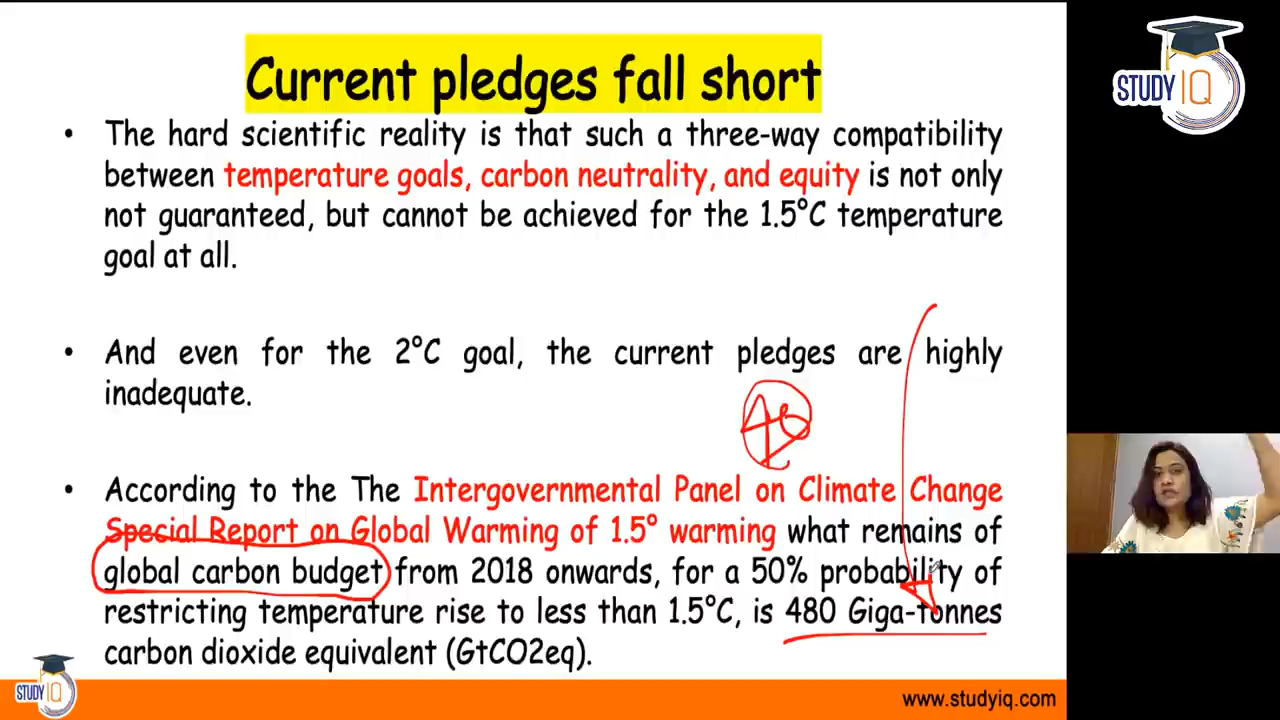 Current pledges fall short
STUDY IQ
• The hard scientific reality is that such a three-way compatibility
between temperature goals, carbon neutrality, and equity is not only
not guaranteed, but cannot be achieved for the 1.5°C temperature
goal at all.
• And even for the 2°C goal, the current pledges are highly
inadequate.
• According to the The Intergovernmental Panel on Climate Change
Special Report on Global Warming of 1.5° warming what remains of
global carbon budget from 2018 onwards, for a 50% probability of
restricting temperature rise to less than 1.5°C, is 480 Giga-tonnes
carbon dioxide equivalent (GtCO2eq).
STUDY IQ
www.studyiq.com